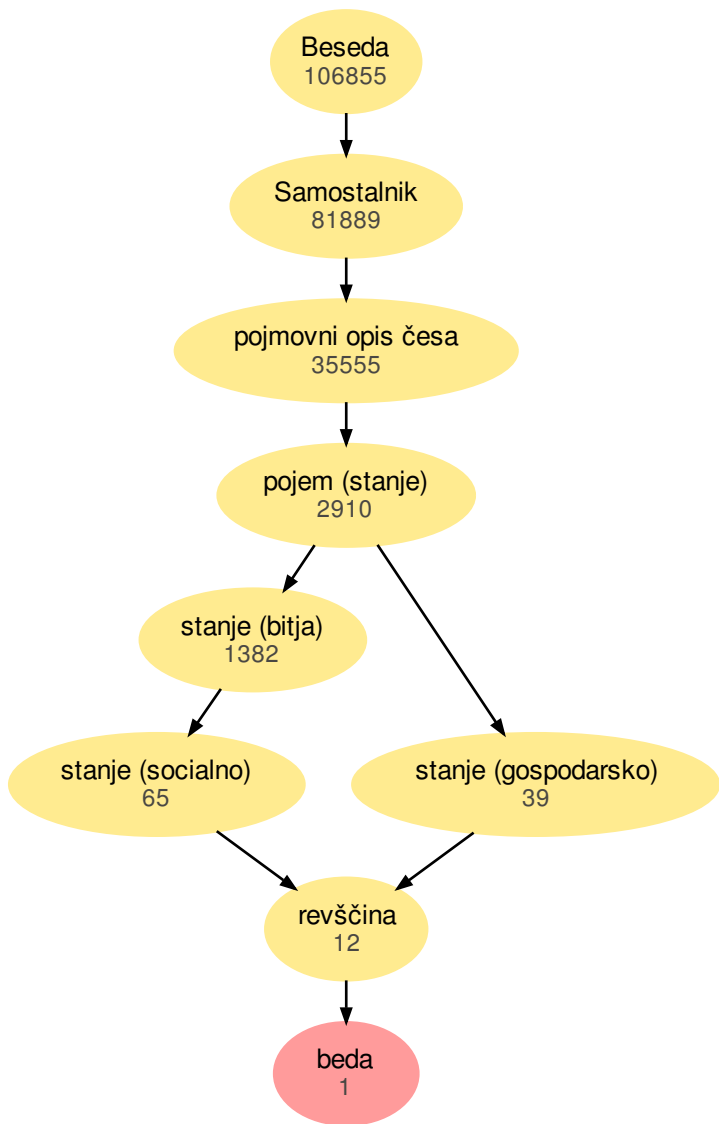 Beseda
106855
Samostalnik
81889
pojmovni opis česa
35555
pojem (stanje)
2910
stanje (bitja)
1382
stanje (socialno)
65
stanje (gospodarsko)
39
revščina
12
beda
1